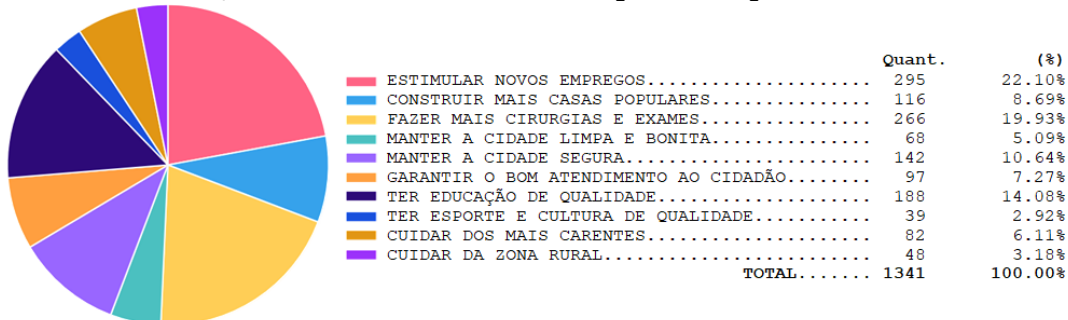 Quant. (%)
ESTIMULAR NOVOS EMPREGOS..................... 295 22.10%
CONSTRUIR MAIS CASAS POPULARES............... 116 8.69%
FAZER MAIS CIRURGIAS E EXAMES................ 266 19.93%
MANTER A CIDADE LIMPA E BONITA............... 68 5.09%
MANTER A CIDADE SEGURA....................... 142 10.64%
GARANTIR O BOM ATENDIMENTO AO CIDADÃO........ 97 7.27%
TER EDUCAÇÃO DE QUALIDADE.................... 188 14.08%
TER ESPORTE E CULTURA DE QUALIDADE........... 39 2.92%
CUIDAR DOS MAIS CARENTES..................... 82 6.11%
CUIDAR DA ZONA RURAL......................... 48 3.18%
TOTAL....... 1341 100.00%